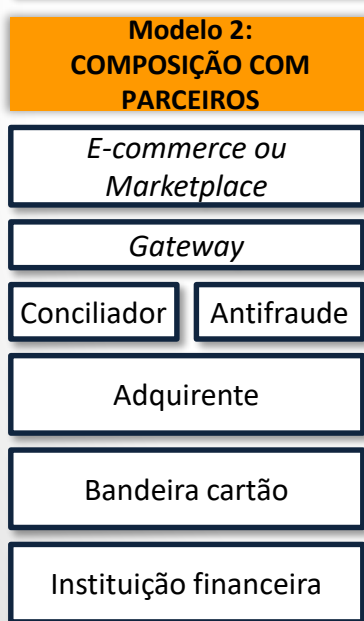 Modelo 2:
COMPOSIÇÃO COM
PARCEIROS
E-commerce ou
Marketplace
Gateway
Conciliador
Antifraude
Adquirente
Bandeira cartão
Instituição financeira